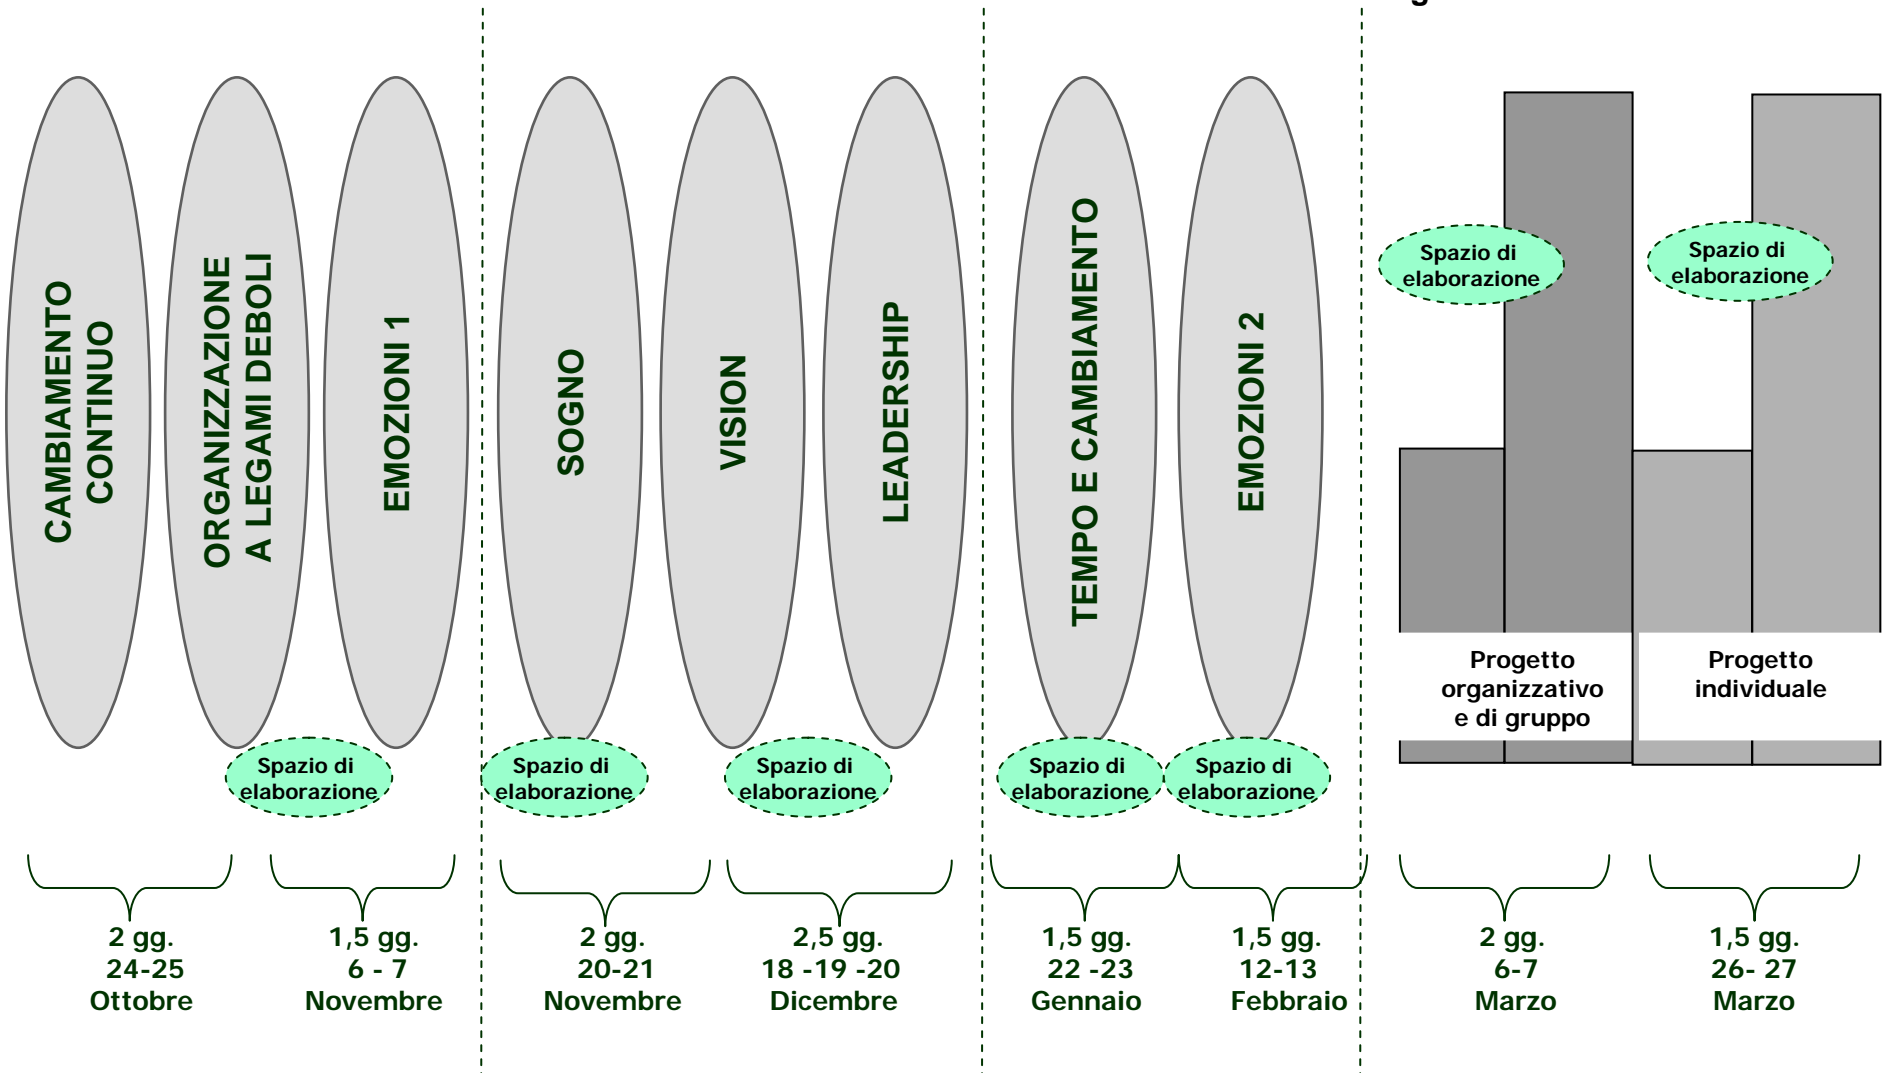 CAMBIAMENTO
CONTINUO
ORGANIZZAZIONE
A LEGAMI DEBOLI
EMOZIONI 1
SOGNO
VISION
LEADERSHIP
TEMPO E CAMBIAMENTO
EMOZIONI 2
Spazio di
elaborazione
Spazio di
elaborazione
Progetto
organizzativo
e di gruppo
Progetto
individuale
Spazio di
elaborazione
Spazio di
elaborazione
Spazio di
elaborazione
Spazio di
elaborazione
Spazio di
elaborazione
2 gg.
24-25
Ottobre
1,5 gg.
6 - 7
Novembre
2 gg.
20-21
Novembre
2,5 gg.
18 -19 -20
Dicembre
1,5 gg.
22 -23
Gennaio
1,5 gg.
12-13
Febbraio
2 gg.
6-7
Marzo
1,5 gg.
26- 27
Marzo